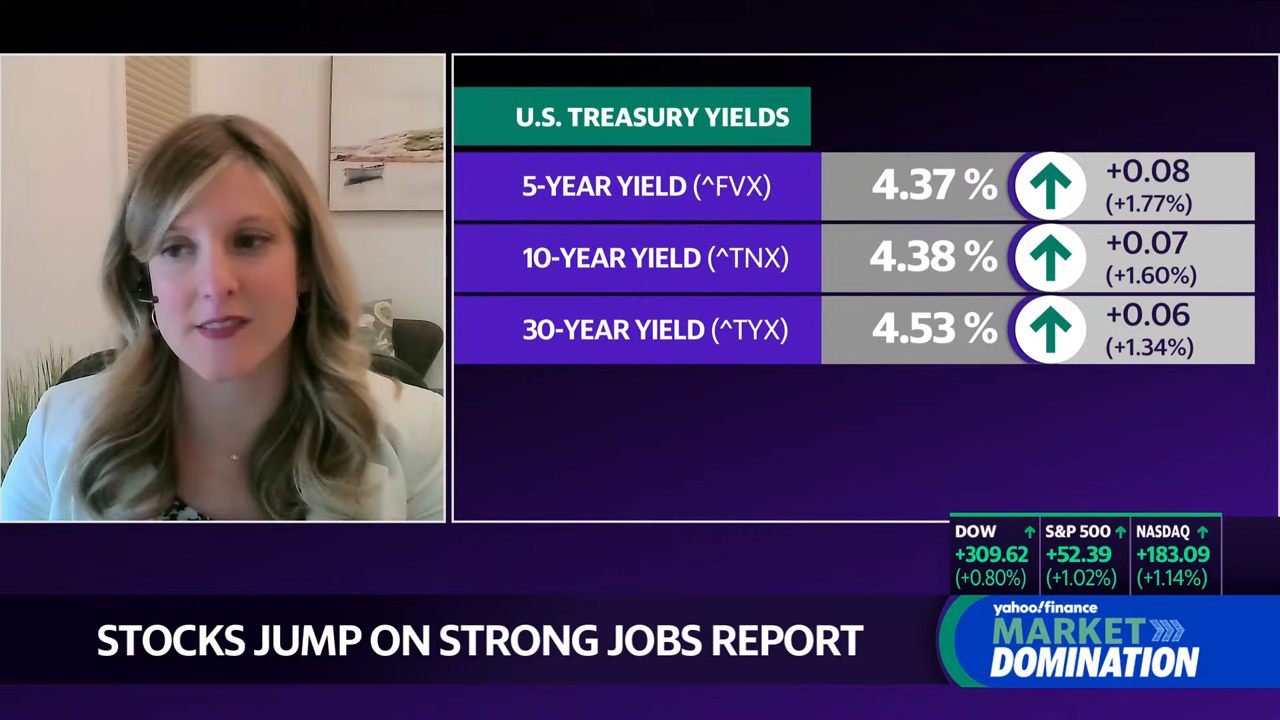 U.S. TREASURY YIELDS
5-YEAR YIELD (^FVX) 4.37 % +0.08 (+1.77%)
10-YEAR YIELD (^TNX) 4.38 % +0.07 (+1.60%)
30-YEAR YIELD (^TYX) 4.53 % +0.06 (+1.34%)
DOW S&P 500 NASDAQ
+309.62 +52.39 +183.09
(+0.80%) (+1.02%) (+1.14%)
STOCKS JUMP ON STRONG JOBS REPORT
yahoo!finance
MARKET
DOMINATION